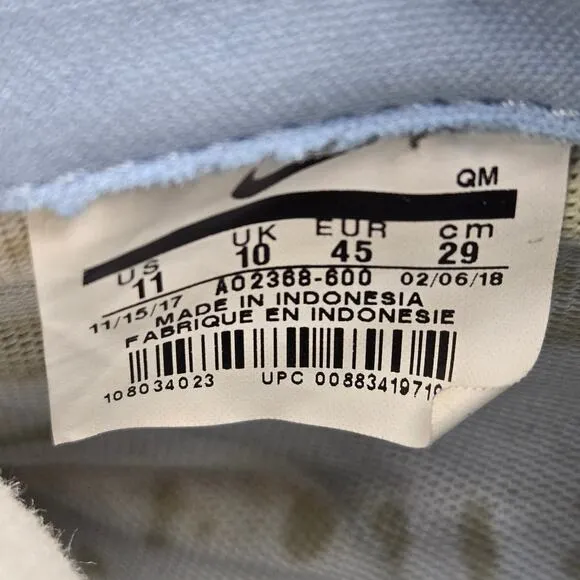 QM
US UK EUR cm
11 10 45 29
11/15/17 AO2368-600 02/06/18
MADE IN INDONESIA
FABRIQUE EN INDONESIE
108034023 UPC 00883419719